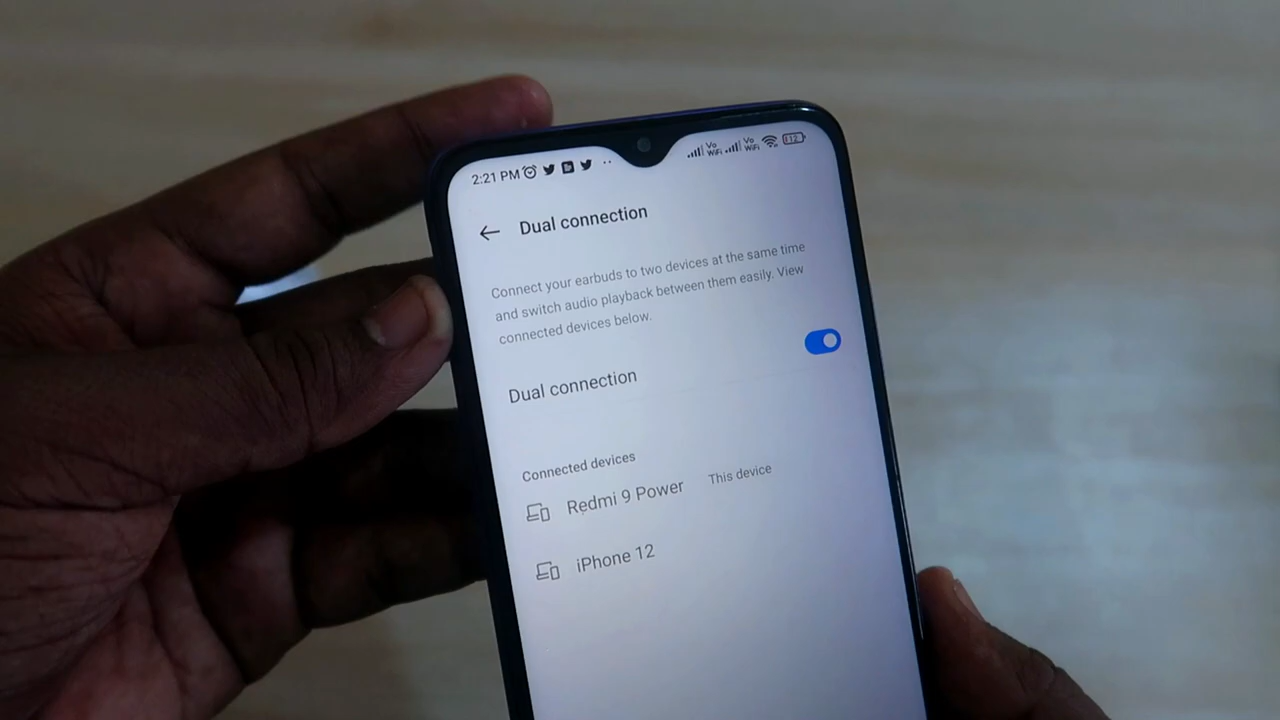 2:21 PM
Vo WiFi
Vo WiFi
12
Dual connection
Connect your earbuds to two devices at the same time
and switch audio playback between them easily. View
connected devices below.
Dual connection
Connected devices
Redmi 9 Power This device
iPhone 12